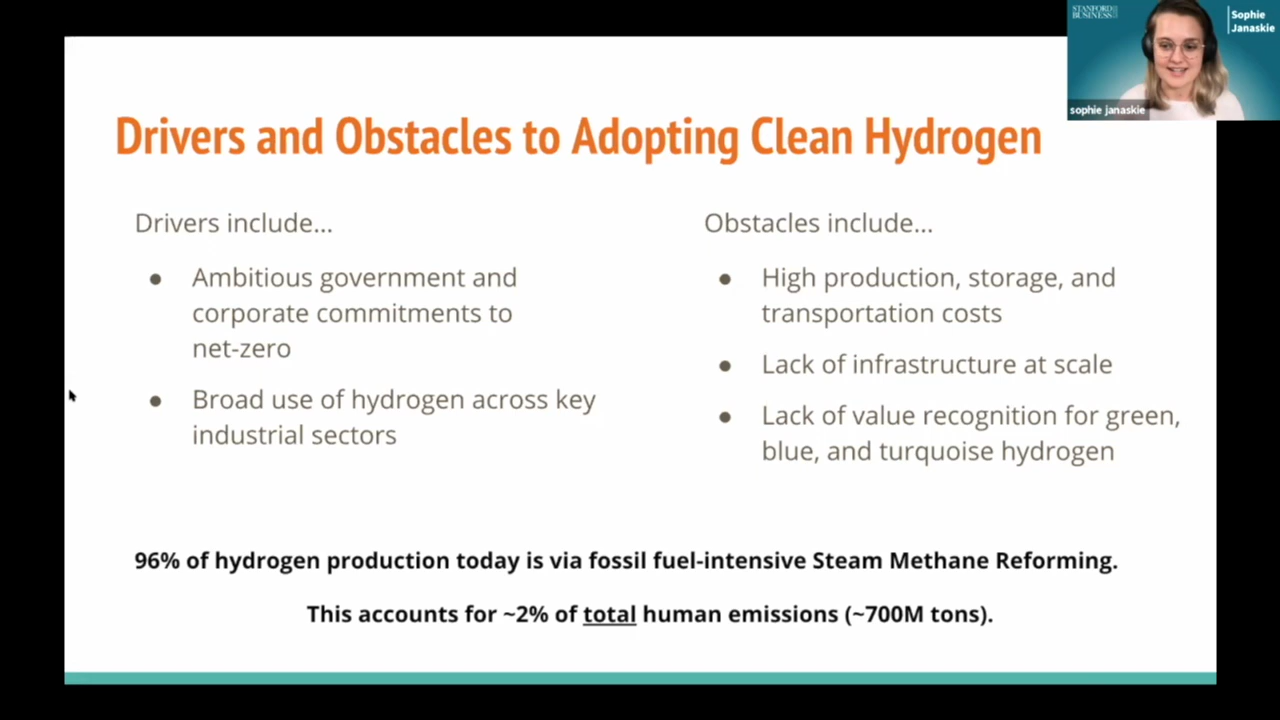 STANFORD
BUSINESS
Sophie
Janaskie
sophie janaskie
Drivers and Obstacles to Adopting Clean Hydrogen
Drivers include...
● Ambitious government and
corporate commitments to
net-zero
● Broad use of hydrogen across key
industrial sectors
Obstacles include...
● High production, storage, and
transportation costs
● Lack of infrastructure at scale
● Lack of value recognition for green,
blue, and turquoise hydrogen
96% of hydrogen production today is via fossil fuel-intensive Steam Methane Reforming.
This accounts for ~2% of total human emissions (~700M tons).